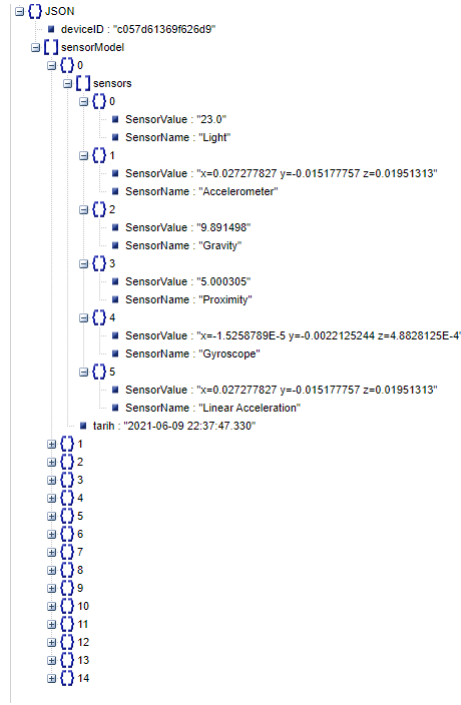 JSON
deviceID : "c057d61369f626d9"
sensorModel
0
sensors
0
SensorValue : "23.0"
SensorName : "Light"
1
SensorValue : "x=0.027277827 y=-0.015177757 z=0.01951313"
SensorName : "Accelerometer"
2
SensorValue : "9.891498"
SensorName : "Gravity"
3
SensorValue : "5.000305"
SensorName : "Proximity"
4
SensorValue : "x=-1.5258789E-5 y=-0.0022125244 z=4.8828125E-4"
SensorName : "Gyroscope"
5
SensorValue : "x=0.027277827 y=-0.015177757 z=0.01951313"
SensorName : "Linear Acceleration"
tarih : "2021-06-09 22:37:47.330"
1
2
3
4
5
6
7
8
9
10
11
12
13
14